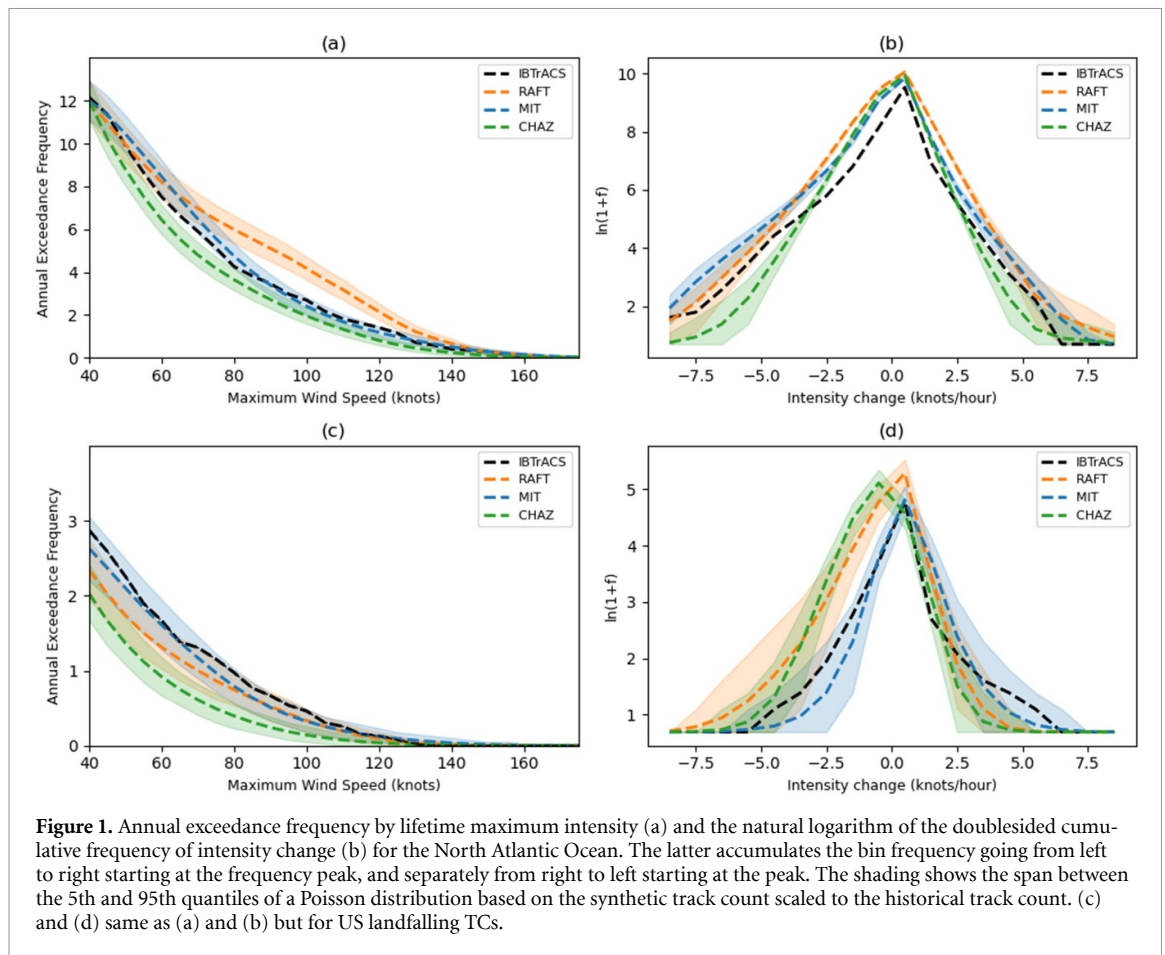 (a)
Annual Exceedance Frequency
12
10
8
6
4
2
0
40 60 80 100 120 140 160
Maximum Wind Speed (knots)
IBTrACS
RAFT
MIT
CHAZ
(b)
ln(1+f)
10
8
6
4
2
−7.5 −5.0 −2.5 0.0 2.5 5.0 7.5
Intensity change (knots/hour)
IBTrACS
RAFT
MIT
CHAZ
(c)
Annual Exceedance Frequency
3
2
1
0
40 60 80 100 120 140 160
Maximum Wind Speed (knots)
IBTrACS
RAFT
MIT
CHAZ
(d)
ln(1+f)
5
4
3
2
1
−7.5 −5.0 −2.5 0.0 2.5 5.0 7.5
Intensity change (knots/hour)
IBTrACS
RAFT
MIT
CHAZ
Figure 1. Annual exceedance frequency by lifetime maximum intensity (a) and the natural logarithm of the doublesided cumu-
lative frequency of intensity change (b) for the North Atlantic Ocean. The latter accumulates the bin frequency going from left
to right starting at the frequency peak, and separately from right to left starting at the peak. The shading shows the span between
the 5th and 95th quantiles of a Poisson distribution based on the synthetic track count scaled to the historical track count. (c)
and (d) same as (a) and (b) but for US landfalling TCs.